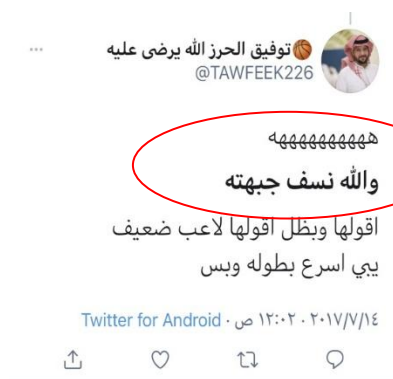 توفيق الحرز الله يرضى عليه🏀
@TAWFEEK226
هههههههههههه
والله نسف جبهته
اقولها وبظل اقولها لاعب ضعيف
يبي اسرع بطوله وبس
٢٠١٧/٧/١٤ · ١٢:٠٢ ص · Twitter for Android